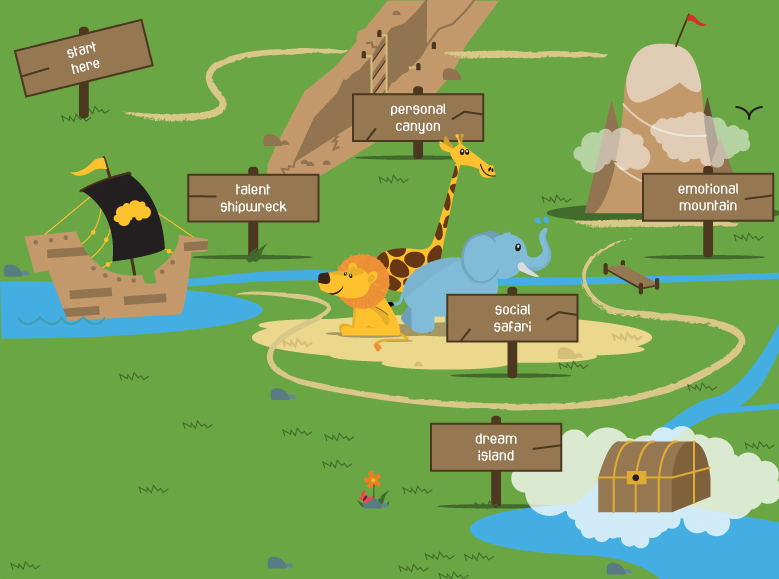 start
here
personal
canyon
talent
shipwreck
emotional
mountain
social
safari
dream
island